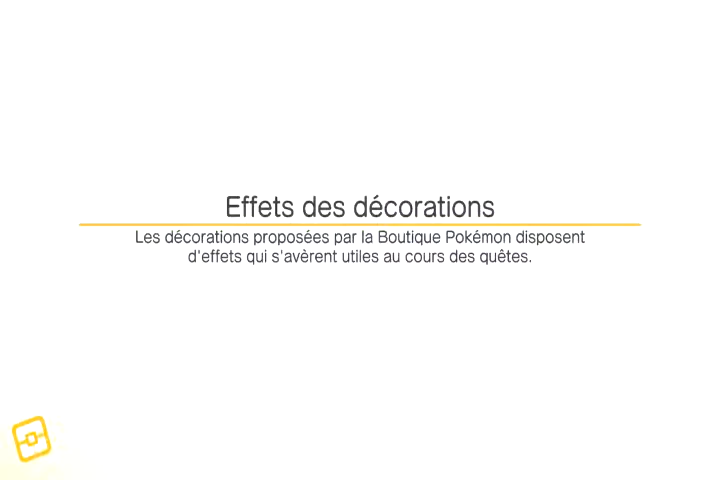 Effets des décorations
Les décorations proposées par la Boutique Pokémon disposent
d'effets qui s'avèrent utiles au cours des quêtes.